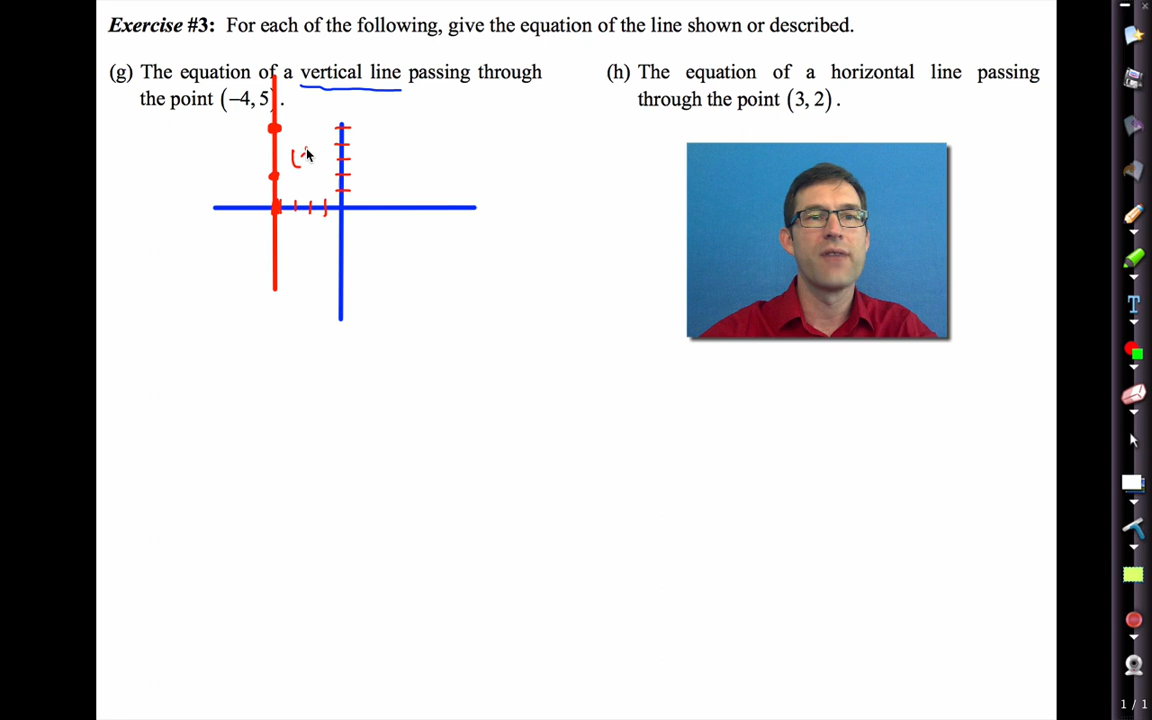 Exercise #3: For each of the following, give the equation of the line shown or described.
(g) The equation of a vertical line passing through
the point (−4, 5).
(h) The equation of a horizontal line passing
through the point (3, 2).
1 / 1